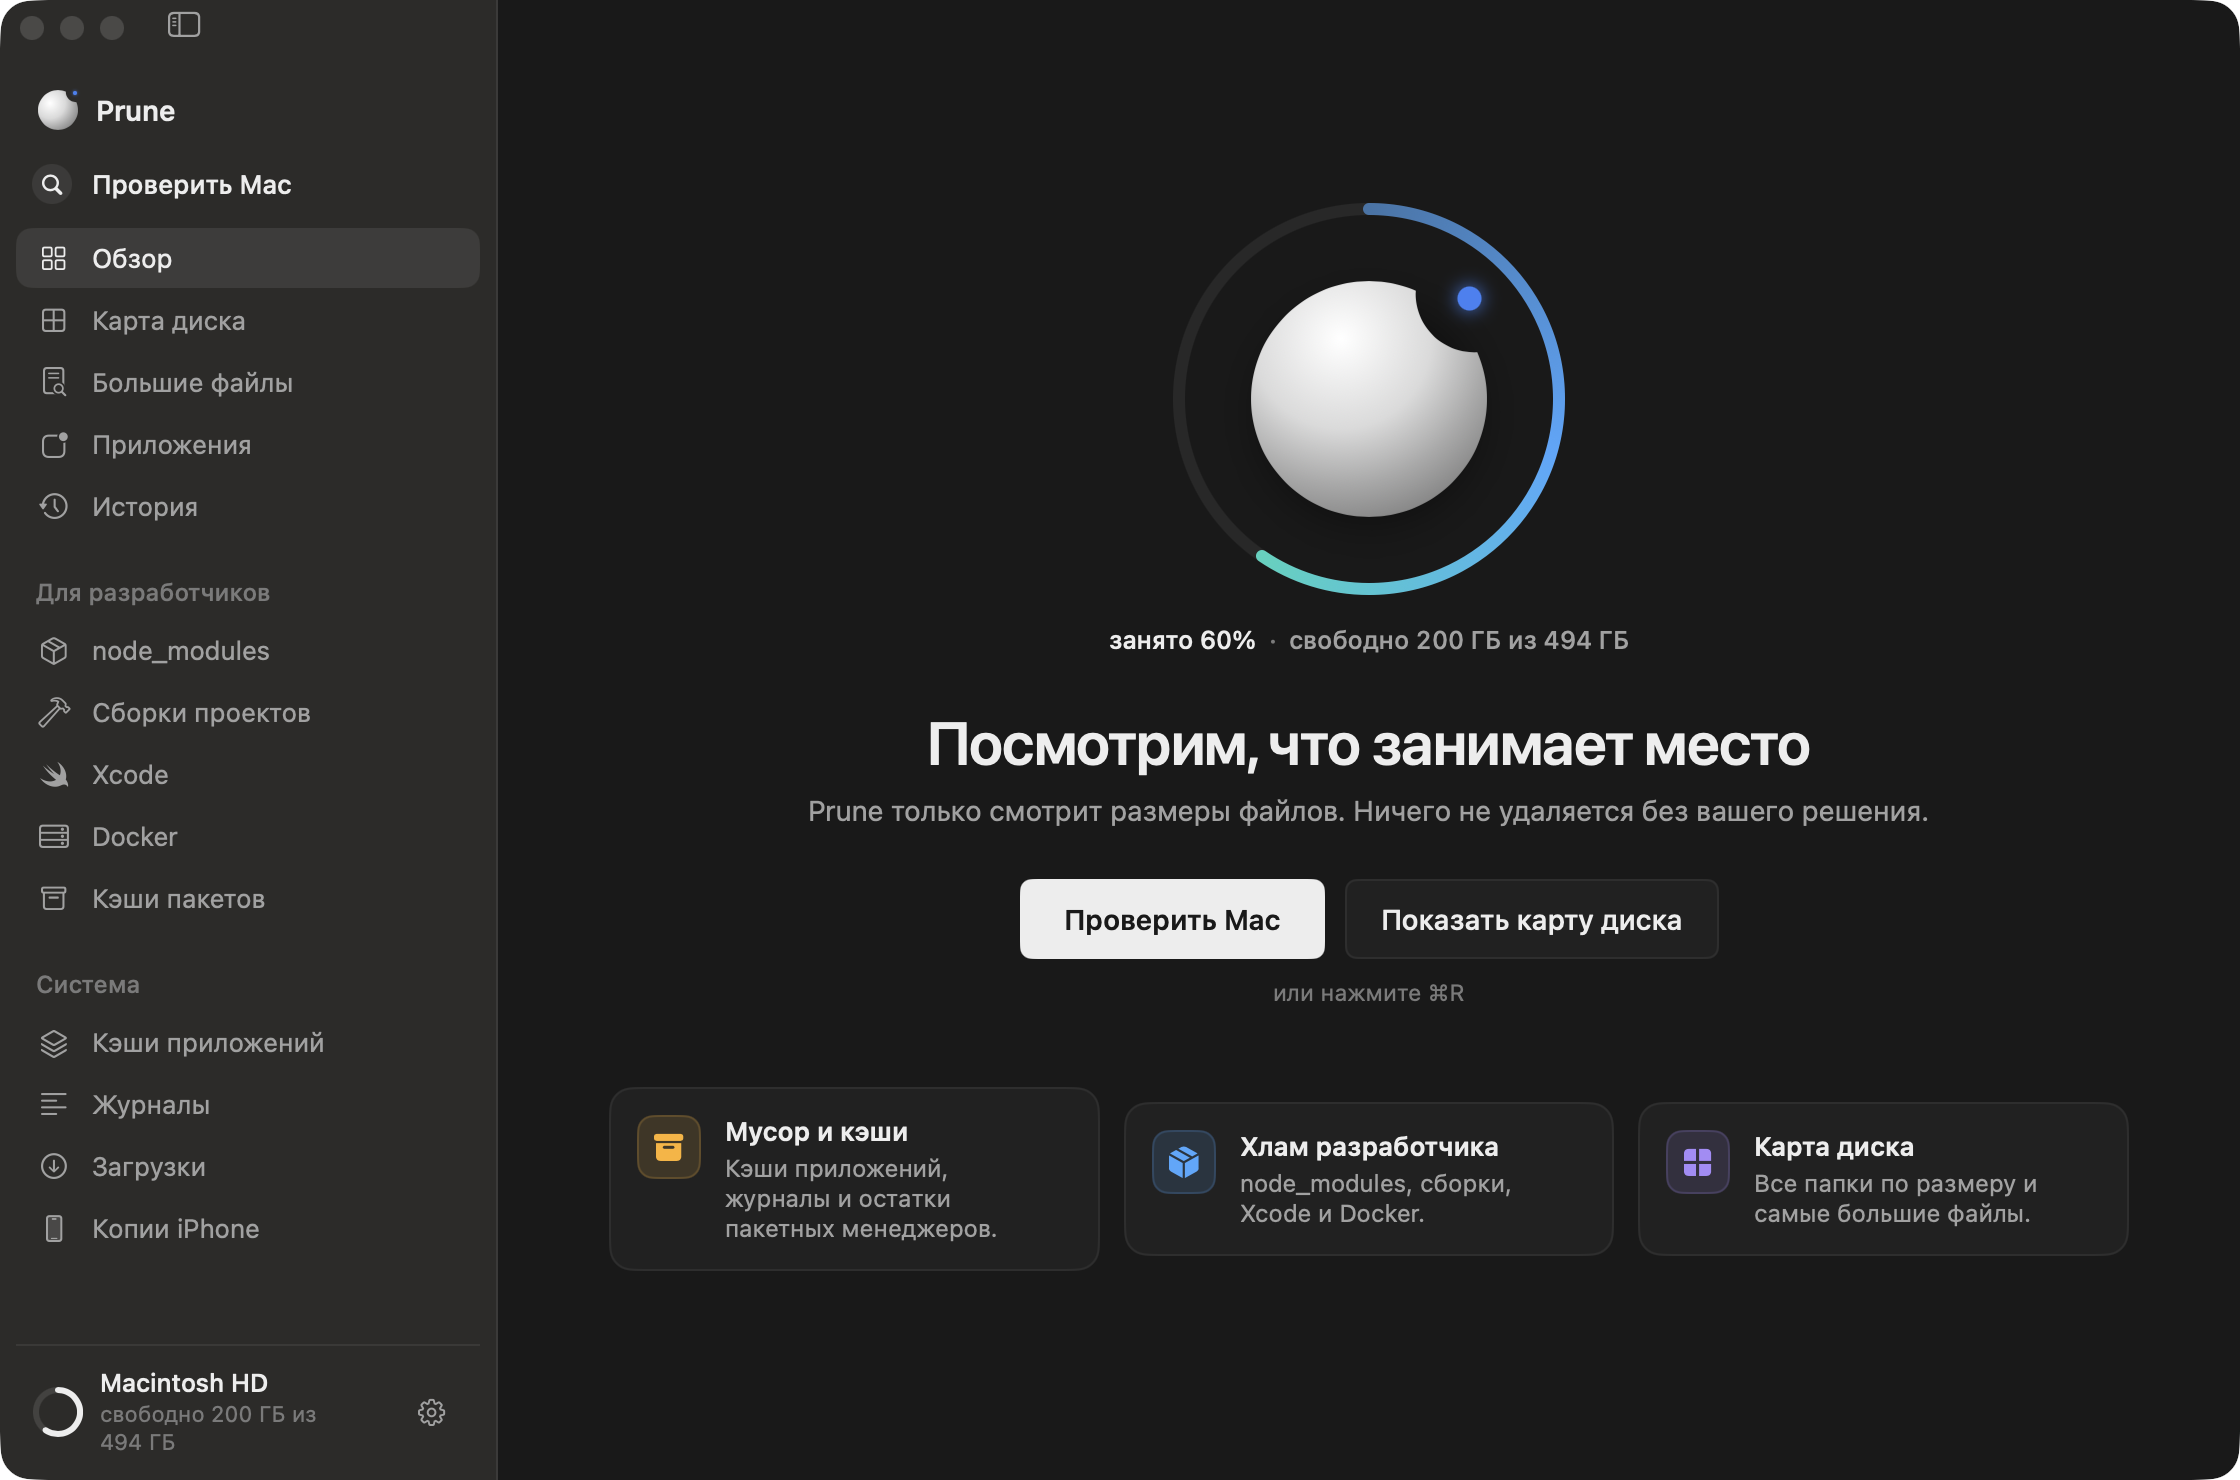 Prune
Проверить Mac
Обзор
Карта диска
Большие файлы
Приложения
История
Для разработчиков
node_modules
Сборки проектов
Xcode
Docker
Кэши пакетов
Система
Кэши приложений
Журналы
Загрузки
Копии iPhone
Macintosh HD
свободно 200 ГБ из
494 ГБ
занято 60% · свободно 200 ГБ из 494 ГБ
Посмотрим, что занимает место
Prune только смотрит размеры файлов. Ничего не удаляется без вашего решения.
Проверить Mac
Показать карту диска
или нажмите ⌘R
Мусор и кэши
Кэши приложений,
журналы и остатки
пакетных менеджеров.
Хлам разработчика
node_modules, сборки,
Xcode и Docker.
Карта диска
Все папки по размеру и
самые большие файлы.